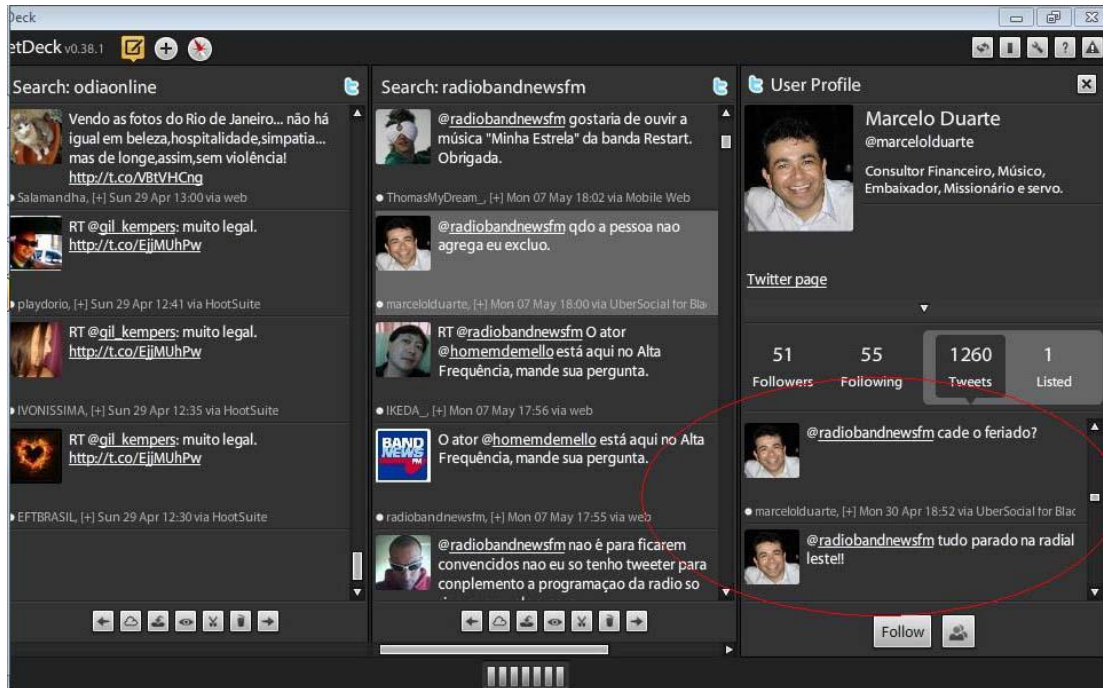 Deck
etDeck v0.38.1
Search: odiaonline
Vendo as fotos do Rio de Janeiro... não há
igual em beleza,hospitalidade,simpatia...
mas de longe,assim,sem violência!
http://t.co/VBtVHCng
Salamandha, [+] Sun 29 Apr 13:00 via web
RT @gil_kempers: muito legal.
http://t.co/EjjMUhPw
playdorio, [+] Sun 29 Apr 12:41 via HootSuite
RT @gil_kempers: muito legal.
http://t.co/EjjMUhPw
IVONISSIMA, [+] Sun 29 Apr 12:35 via HootSuite
RT @gil_kempers: muito legal.
http://t.co/EjjMUhPw
EFTBRASIL, [+] Sun 29 Apr 12:30 via HootSuite
Search: radiobandnewsfm
@radiobandnewsfm gostaria de ouvir a
música "Minha Estrela" da banda Restart.
Obrigada.
ThomasMyDream_, [+] Mon 07 May 18:02 via Mobile Web
@radiobandnewsfm qdo a pessoa nao
agrega eu excluo.
marcelolduarte, [+] Mon 07 May 18:00 via UberSocial for Bla
RT @radiobandnewsfm O ator
@homemdemello está aqui no Alta
Frequência, mande sua pergunta.
IKEDA_, [+] Mon 07 May 17:56 via web
BAND
NEWS
FM
O ator @homemdemello está aqui no Alta
Frequência, mande sua pergunta.
radiobandnewsfm, [+] Mon 07 May 17:55 via web
@radiobandnewsfm nao é para ficarem
convencidos nao eu so tenho tweeter para
conplemento a programaçao da radio so
User Profile
Marcelo Duarte
@marcelolduarte
Consultor Financeiro, Músico,
Embaixador, Missionário e servo.
Twitter page
51 55 1260 1
Followers Following Tweets Listed
@radiobandnewsfm cade o feriado?
marcelolduarte, [+] Mon 30 Apr 18:52 via UberSocial for Blac
@radiobandnewsfm tudo parado na radial
leste!!
Follow